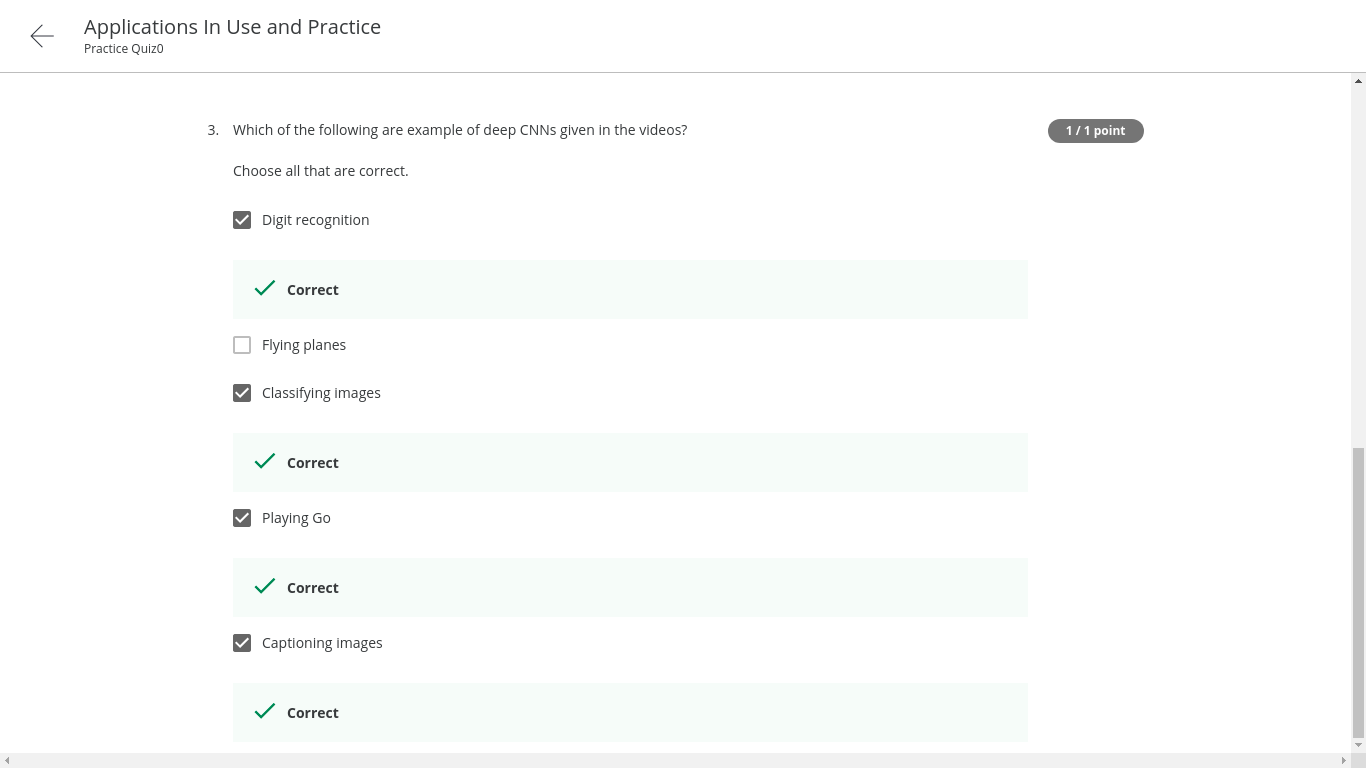 Applications In Use and Practice
Practice Quiz0
3. Which of the following are example of deep CNNs given in the videos?
1 / 1 point
Choose all that are correct.
Digit recognition
Correct
Flying planes
Classifying images
Correct
Playing Go
Correct
Captioning images
Correct